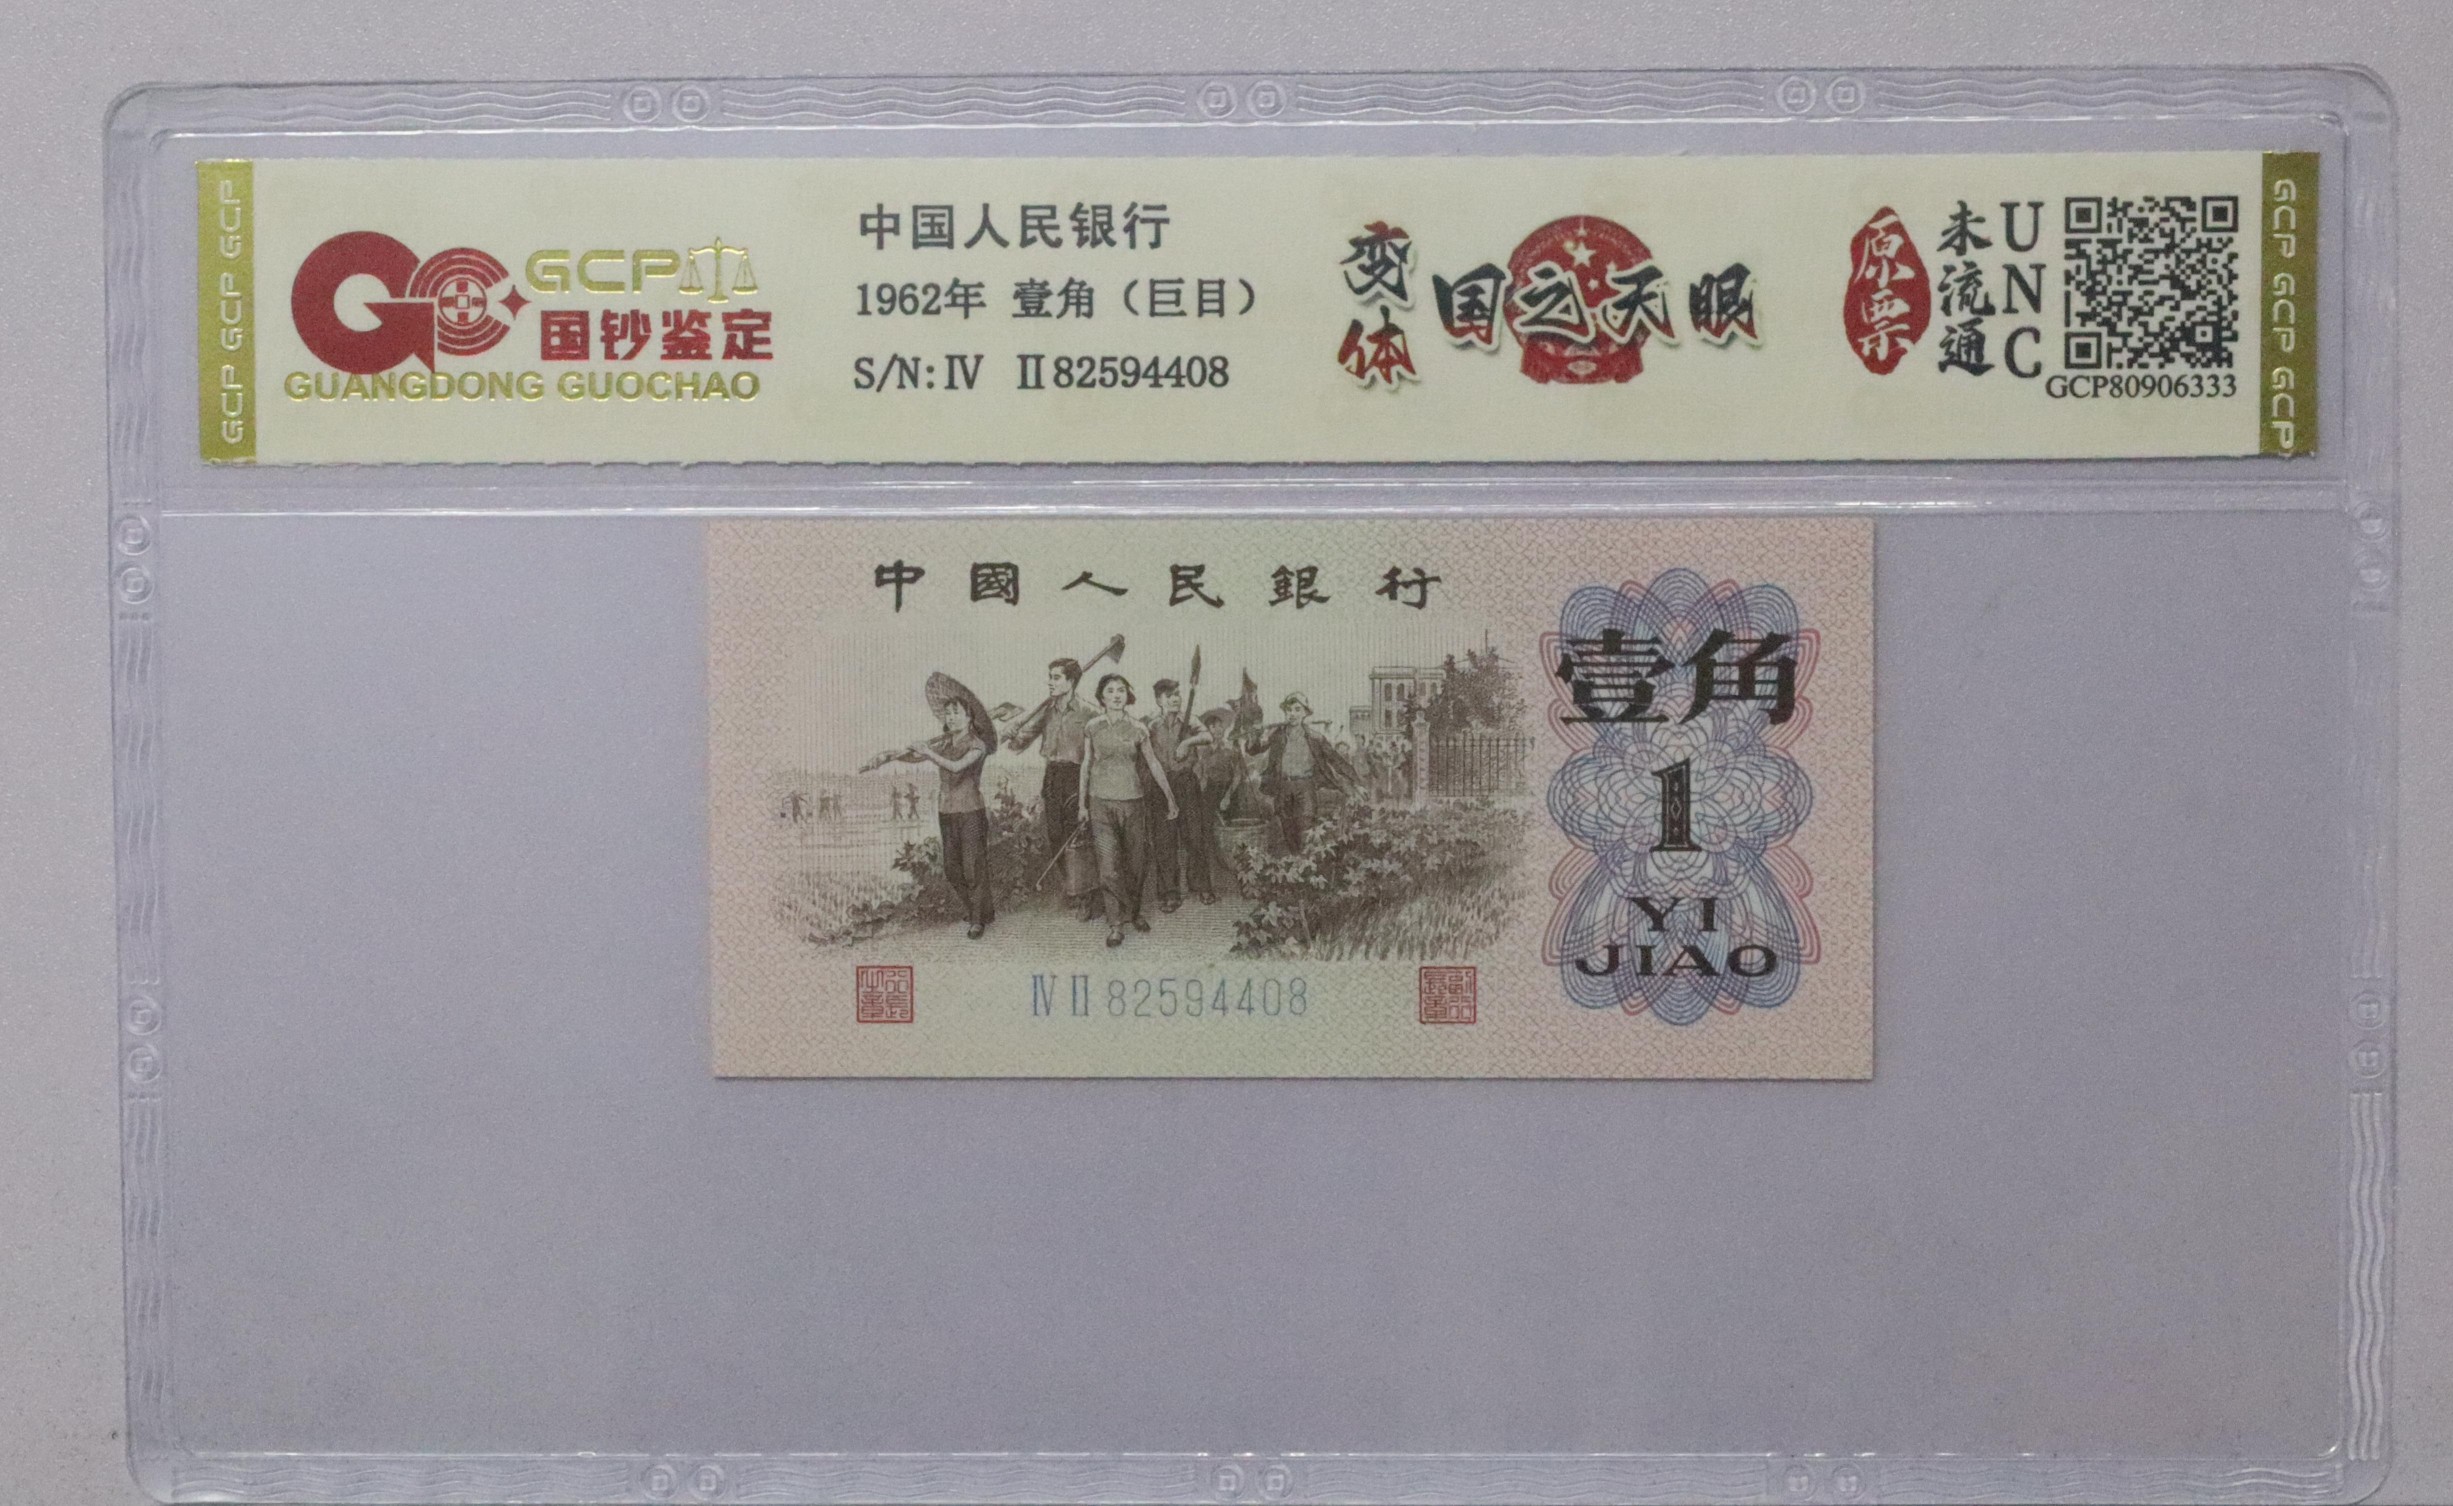 GCP GCP GCP GCP
GCP
国钞鉴定
GUANGDONG GUOCHAO
中国人民银行
1962年 壹角（巨目）
S/N: IV II 82594408
变体
国之天眼
原票
未流通
UNC
GCP80906333
GCP GCP GCP GCP
中國人民銀行
壹角
1
YI
JIAO
IV II 82594408